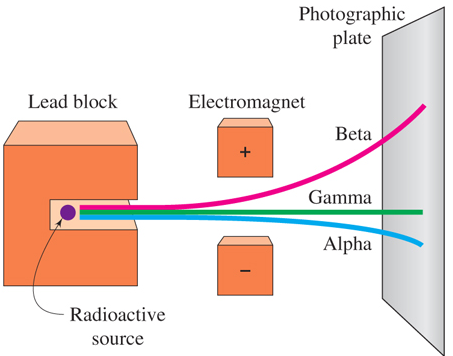 Photographic
plate
Lead block
Electromagnet
+
Beta
Gamma
Alpha
−
Radioactive
source